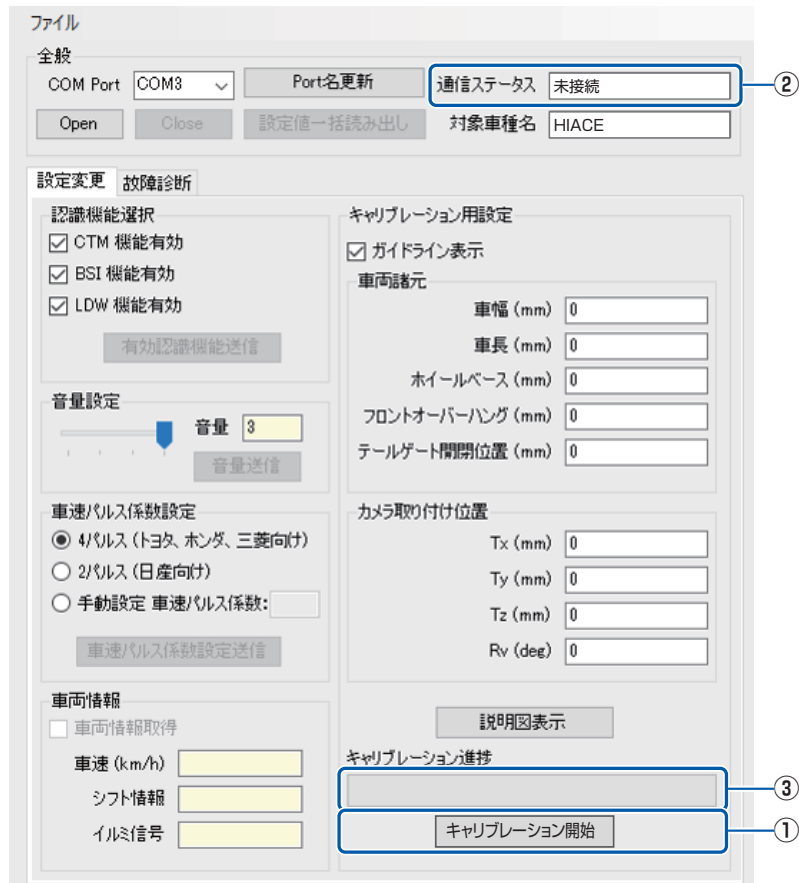 ファイル
全般
COM Port COM3 Port名更新 通信ステータス 未接続 ②
Open Close 設定値一括読み出し 対象車種名 HIACE
設定変更 故障診断
認識機能選択
CTM 機能有効
BSI 機能有効
LDW 機能有効
有効認識機能送信
音量設定
音量 3
音量送信
車速パルス係数設定
4パルス (トヨタ、ホンダ、三菱向け)
2パルス (日産向け)
手動設定 車速パルス係数:
車速パルス係数設定送信
車両情報
車両情報取得
車速 (km/h)
シフト情報
イルミ信号
キャリブレーション用設定
ガイドライン表示
車両諸元
車幅 (mm) 0
車長 (mm) 0
ホイールベース (mm) 0
フロントオーバーハング (mm) 0
テールゲート開閉位置 (mm) 0
カメラ取り付け位置
Tx (mm) 0
Ty (mm) 0
Tz (mm) 0
Rv (deg) 0
説明図表示
キャリブレーション進捗
③
キャリブレーション開始 ①